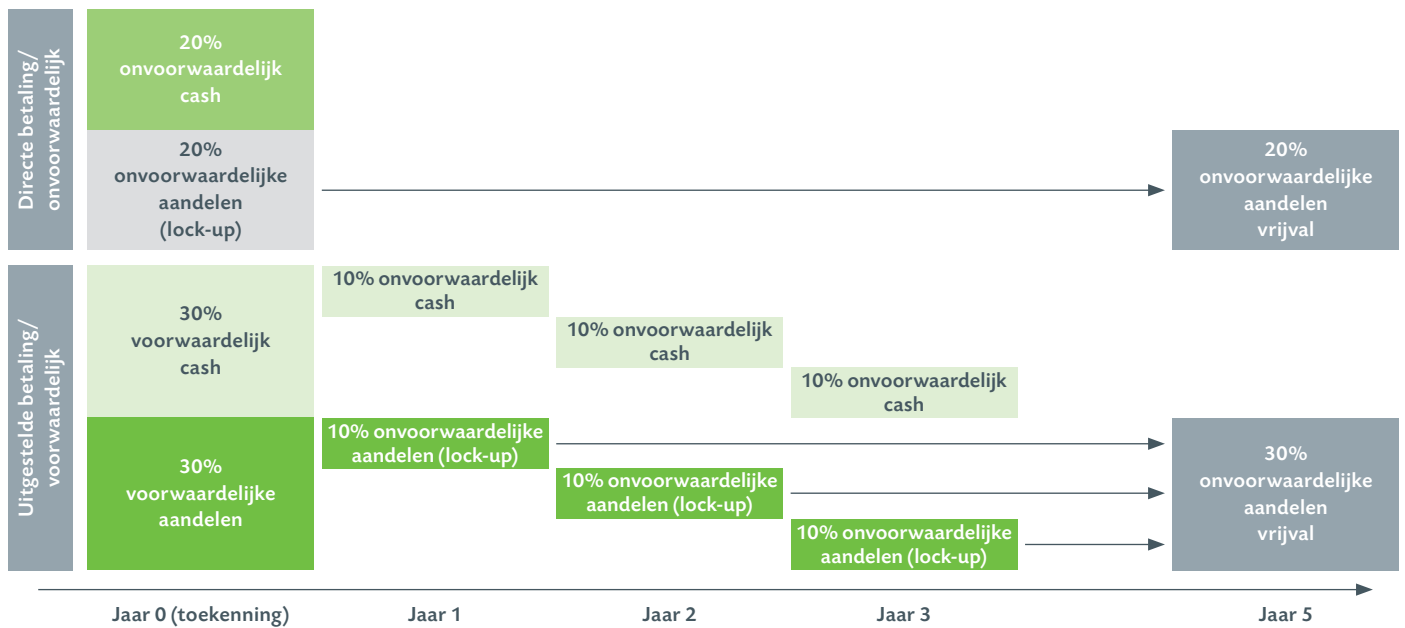 Directe betaling/
onvoorwaardelijk
20%
onvoorwaardelijk
cash
20%
onvoorwaardelijke
aandelen
(lock-up)
20%
onvoorwaardelijke
aandelen
vrijval
Uitgestelde betaling/
voorwaardelijk
30%
voorwaardelijk
cash
10% onvoorwaardelijk
cash
10% onvoorwaardelijk
cash
10% onvoorwaardelijk
cash
30%
voorwaardelijke
aandelen
10% onvoorwaardelijke
aandelen (lock-up)
10% onvoorwaardelijke
aandelen (lock-up)
10% onvoorwaardelijke
aandelen (lock-up)
30%
onvoorwaardelijke
aandelen
vrijval
Jaar 0 (toekenning)
Jaar 1
Jaar 2
Jaar 3
Jaar 5